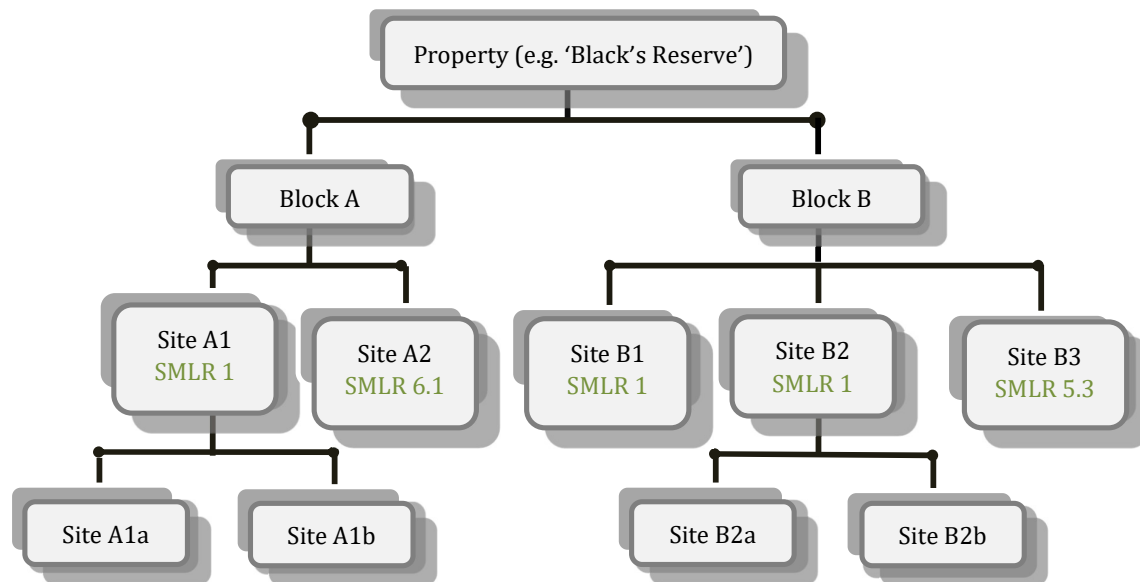 Property (e.g. ‘Black’s Reserve’)
Block A
Block B
Site A1
SMLR 1
Site A2
SMLR 6.1
Site B1
SMLR 1
Site B2
SMLR 1
Site B3
SMLR 5.3
Site A1a
Site A1b
Site B2a
Site B2b